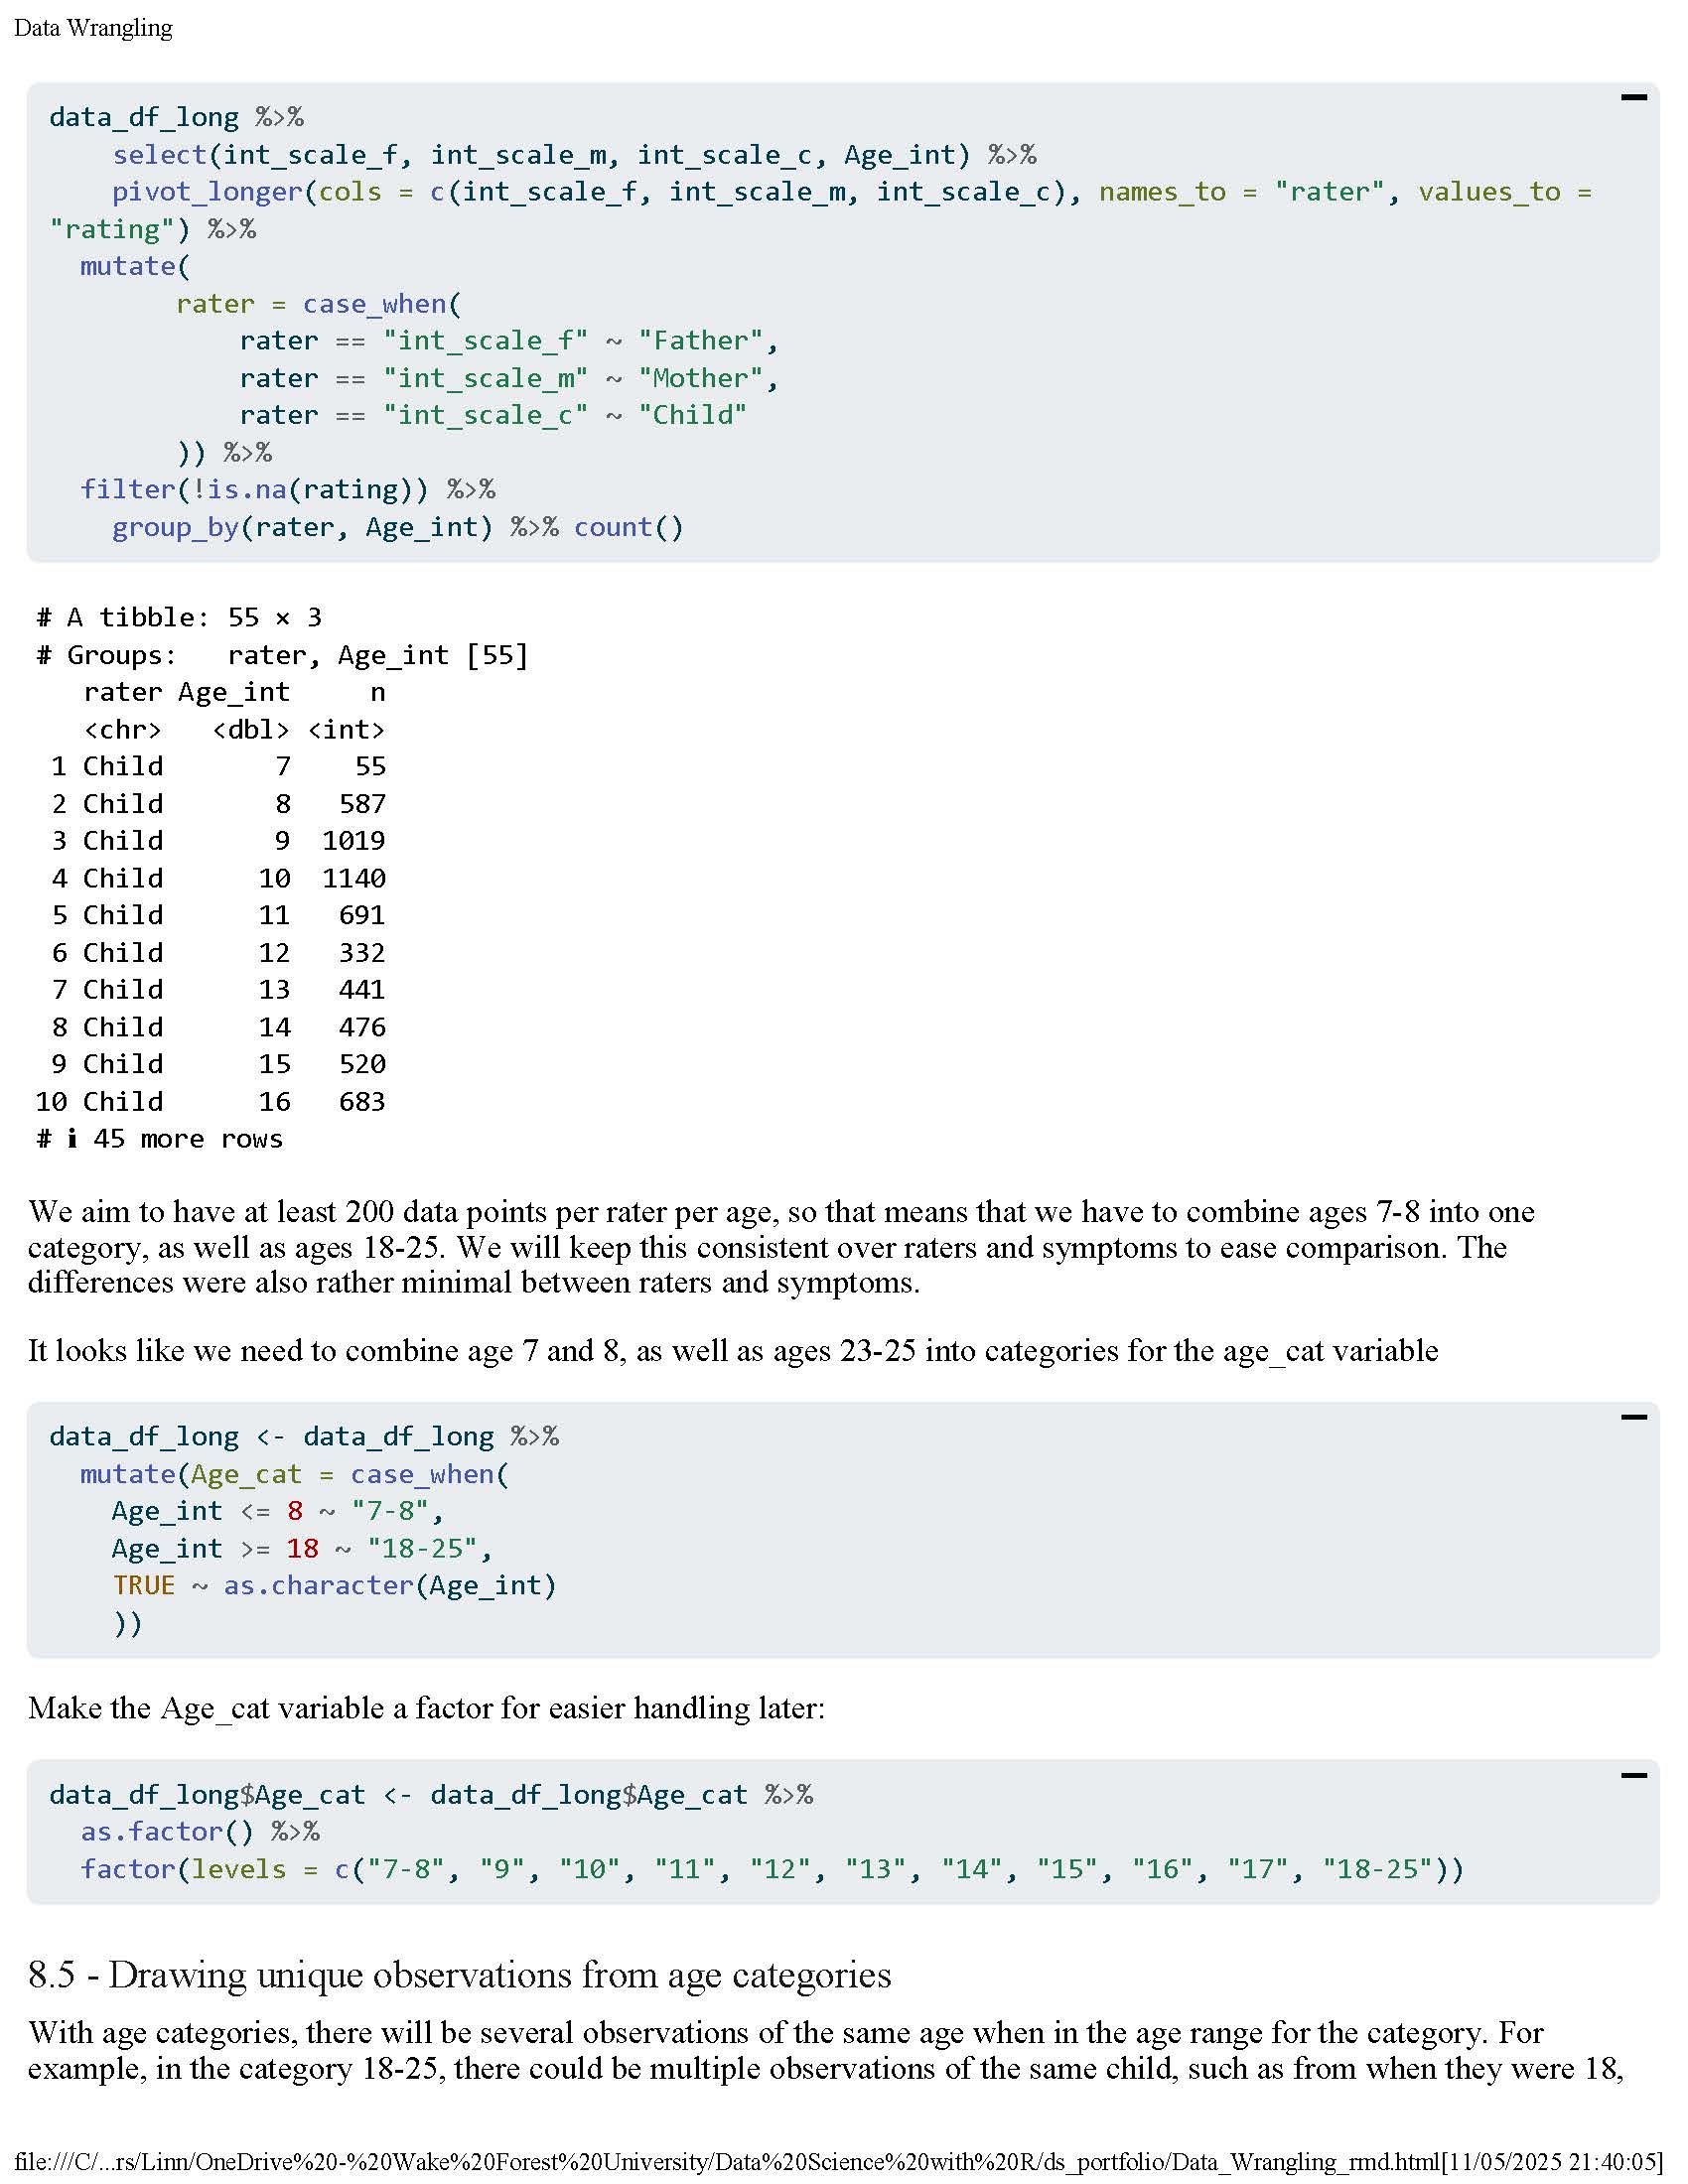 Data Wrangling
data_df_long %>%
    select(int_scale_f, int_scale_m, int_scale_c, Age_int) %>%
    pivot_longer(cols = c(int_scale_f, int_scale_m, int_scale_c), names_to = "rater", values_to =
"rating") %>%
  mutate(
        rater = case_when(
            rater == "int_scale_f" ~ "Father",
            rater == "int_scale_m" ~ "Mother",
            rater == "int_scale_c" ~ "Child"
        )) %>%
  filter(!is.na(rating)) %>%
    group_by(rater, Age_int) %>% count()
# A tibble: 55 × 3
# Groups:   rater, Age_int [55]
   rater Age_int     n
   <chr>   <dbl> <int>
 1 Child       7    55
 2 Child       8   587
 3 Child       9  1019
 4 Child      10  1140
 5 Child      11   691
 6 Child      12   332
 7 Child      13   441
 8 Child      14   476
 9 Child      15   520
10 Child      16   683
# ℹ 45 more rows
We aim to have at least 200 data points per rater per age, so that means that we have to combine ages 7-8 into one
category, as well as ages 18-25. We will keep this consistent over raters and symptoms to ease comparison. The
differences were also rather minimal between raters and symptoms.
It looks like we need to combine age 7 and 8, as well as ages 23-25 into categories for the age_cat variable
data_df_long <- data_df_long %>%
  mutate(Age_cat = case_when(
    Age_int <= 8 ~ "7-8",
    Age_int >= 18 ~ "18-25",
    TRUE ~ as.character(Age_int)
    ))
Make the Age_cat variable a factor for easier handling later:
data_df_long$Age_cat <- data_df_long$Age_cat %>%
  as.factor() %>%
  factor(levels = c("7-8", "9", "10", "11", "12", "13", "14", "15", "16", "17", "18-25"))
8.5 - Drawing unique observations from age categories
With age categories, there will be several observations of the same age when in the age range for the category. For
example, in the category 18-25, there could be multiple observations of the same child, such as from when they were 18,
file:///C/...rs/Linn/OneDrive%20-%20Wake%20Forest%20University/Data%20Science%20with%20R/ds_portfolio/Data_Wrangling_rmd.html[11/05/2025 21:40:05]